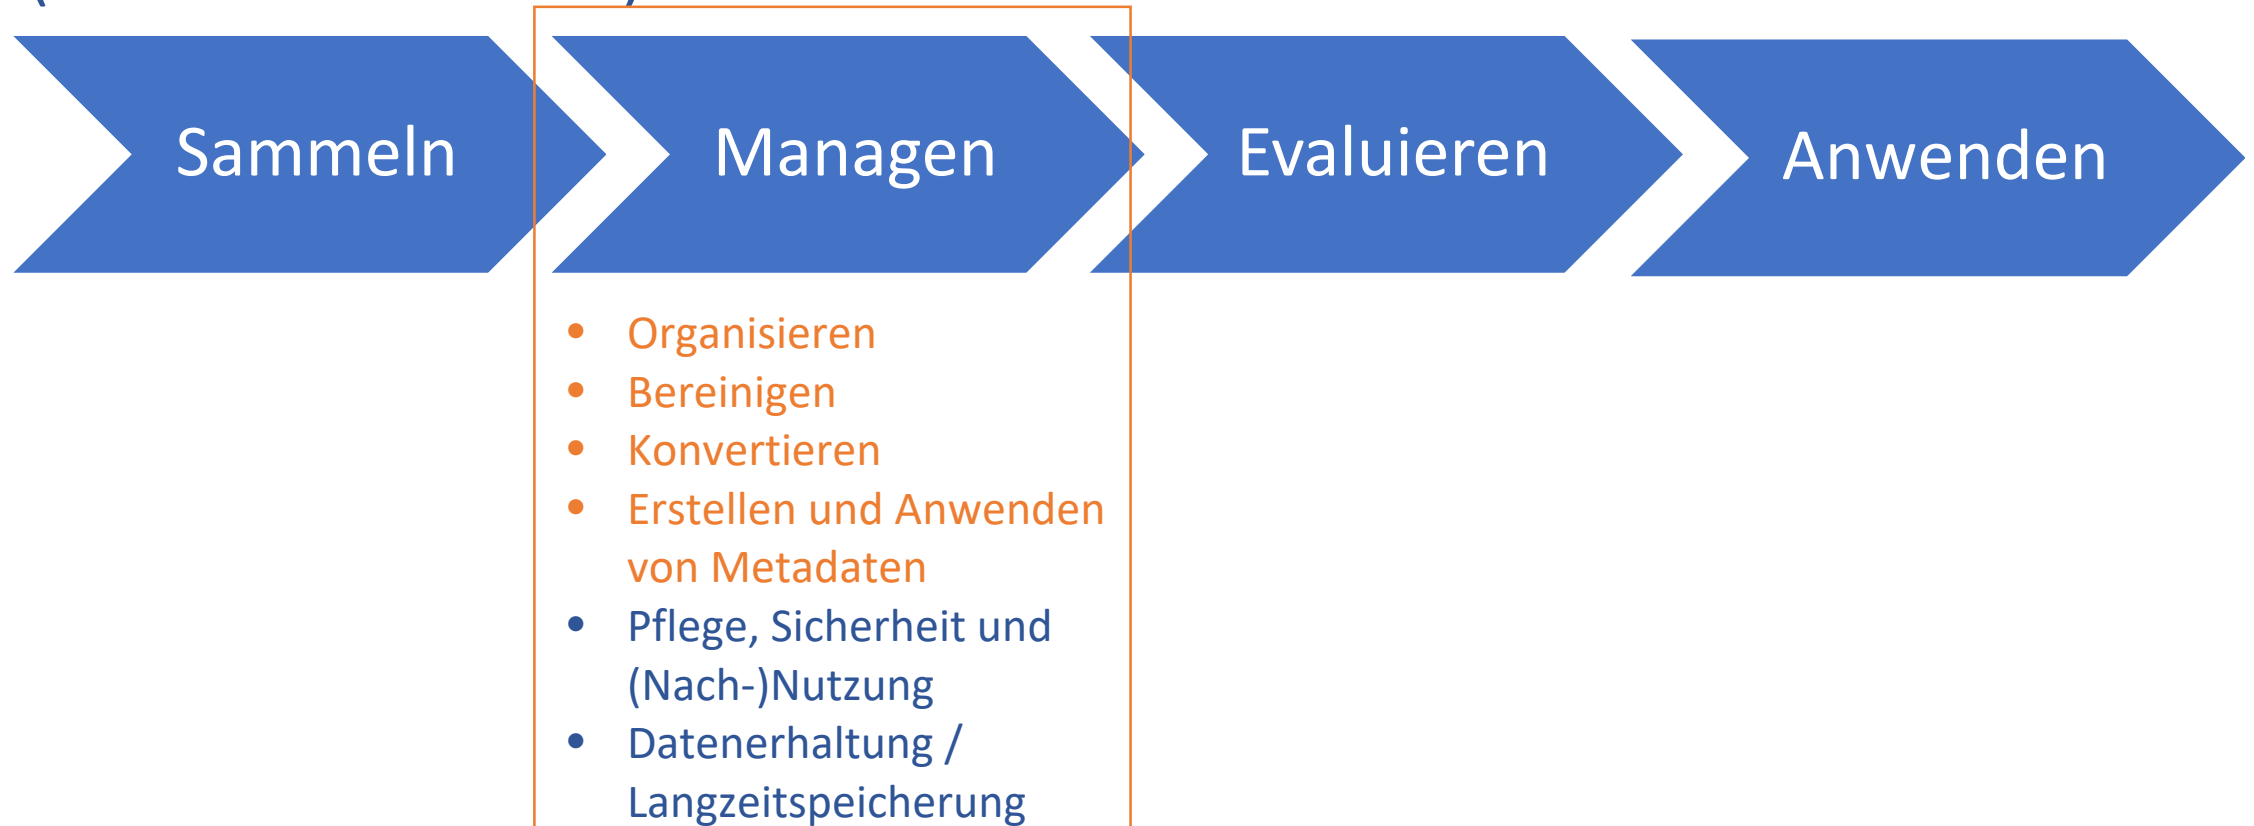 Sammeln
Managen
Evaluieren
Anwenden
• Organisieren
• Bereinigen
• Konvertieren
• Erstellen und Anwenden
von Metadaten
• Pflege, Sicherheit und
(Nach-)Nutzung
• Datenerhaltung /
Langzeitspeicherung